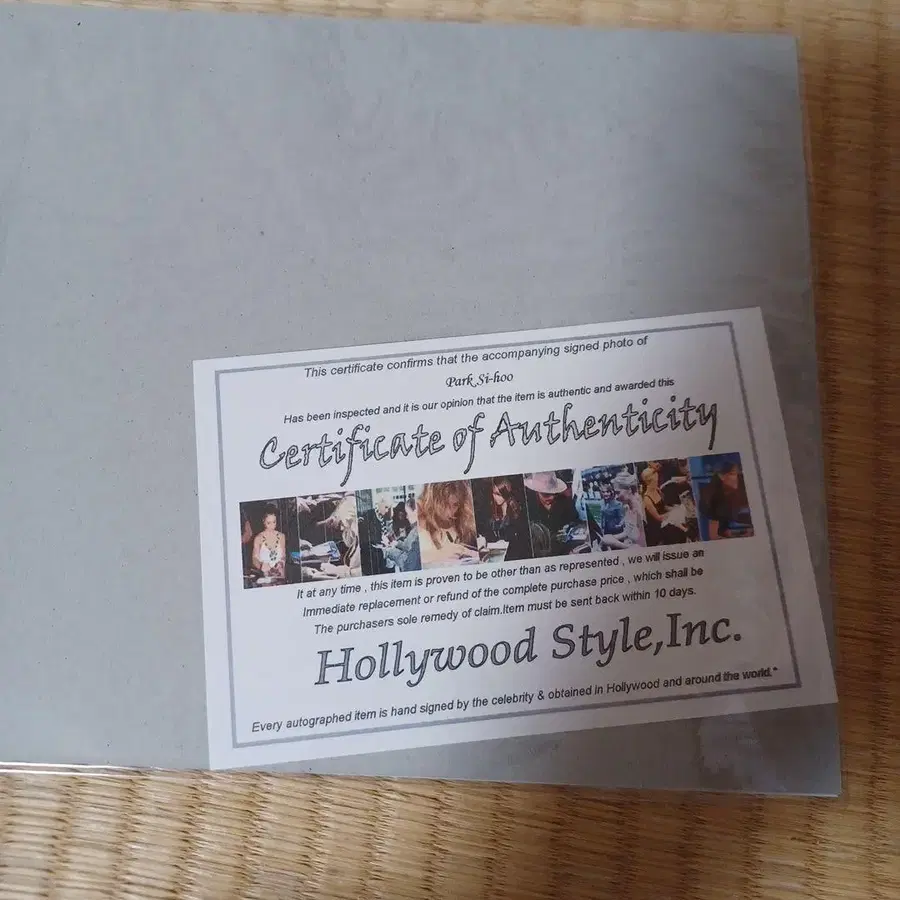 This certificate confirms that the accompanying signed photo of
Park Si-hoo
Has been inspected and it is our opinion that the item is authentic and awarded this
Certificate of Authenticity
It at any time , this item is proven to be other than as represented , we will issue an
Immediate replacement or refund of the complete purchase price , which shall be
The purchasers sole remedy of claim.Item must be sent back within 10 days.
Hollywood Style,Inc.
Every autographed item is hand signed by the celebrity & obtained in Hollywood and around the world.*